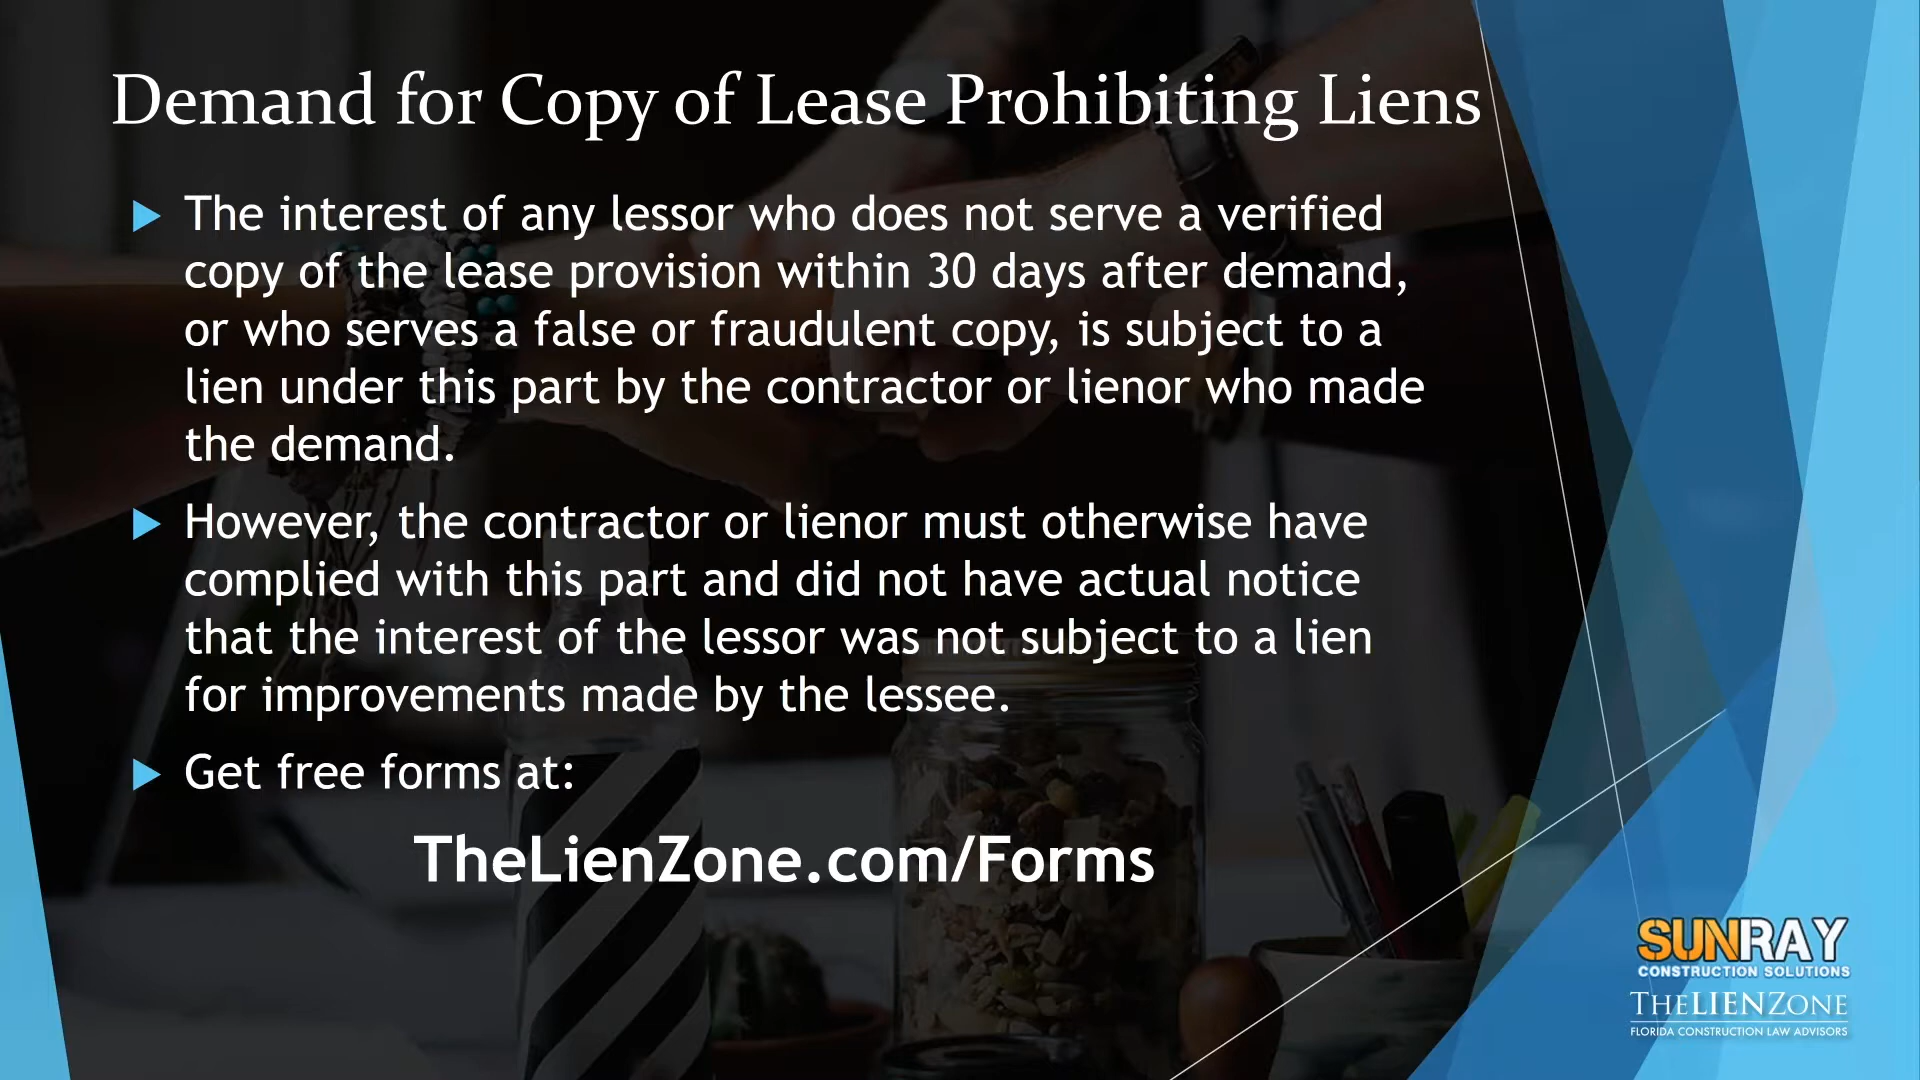 Demand for Copy of Lease Prohibiting Liens
The interest of any lessor who does not serve a verified
copy of the lease provision within 30 days after demand,
or who serves a false or fraudulent copy, is subject to a
lien under this part by the contractor or lienor who made
the demand.
However, the contractor or lienor must otherwise have
complied with this part and did not have actual notice
that the interest of the lessor was not subject to a lien
for improvements made by the lessee.
Get free forms at:
TheLienZone.com/Forms
SUNRAY
CONSTRUCTION SOLUTIONS
THELIENZONE
FLORIDA CONSTRUCTION LAW ADVISORS